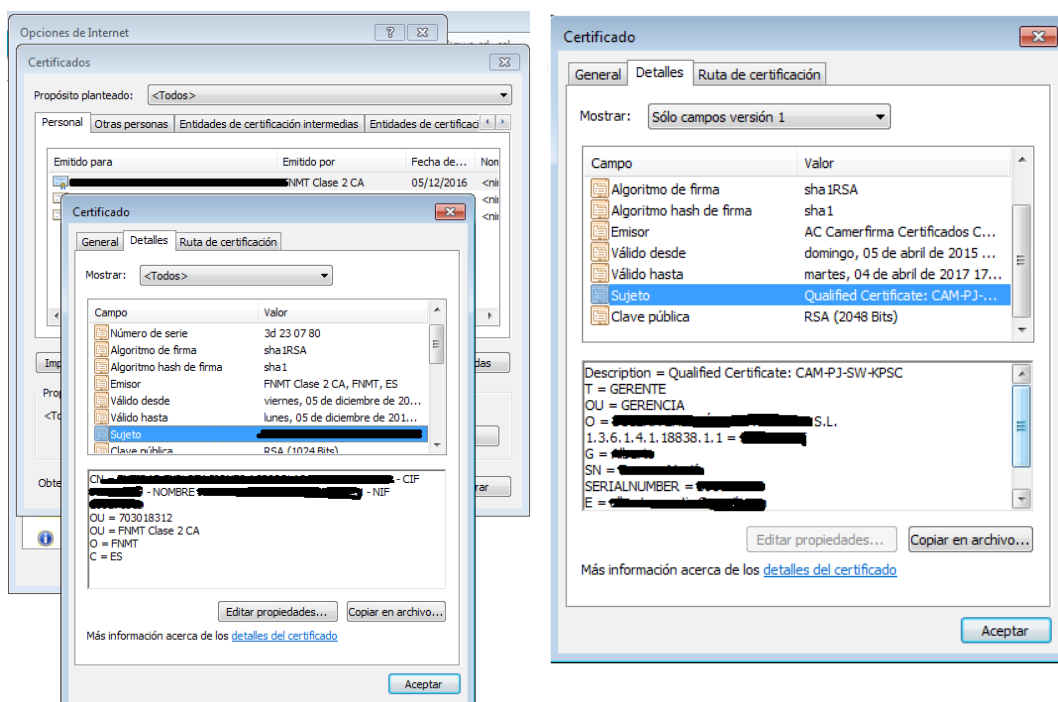 Opciones de Internet
Certificados
Propósito planteado: <Todos>
Personal Otras personas Entidades de certificación intermedias Entidades de certificaci
Emitido para Emitido por Fecha de... Non
NMT Clase 2 CA 05/12/2016 <nin
<nin
<nin
Certificado
General Detalles Ruta de certificación
Mostrar: <Todos>
Campo Valor
Número de serie 3d 23 07 80
Algoritmo de firma sha1RSA
Algoritmo hash de firma sha1
Emisor FNMT Clase 2 CA, FNMT, ES
Válido desde viernes, 05 de diciembre de 20...
Válido hasta lunes, 05 de diciembre de 201...
Sujeto
Clave pública RSA (1024 Bits)
CN - CIF
- NOMBRE - NIF
OU = 703018312
OU = FNMT Clase 2 CA
O = FNMT
C = ES
Editar propiedades... Copiar en archivo...
Más información acerca de los detalles del certificado
Aceptar
Imp
das
Prop
<To
Obte
rar
Certificado
General Detalles Ruta de certificación
Mostrar: Sólo campos versión 1
Campo Valor
Algoritmo de firma sha1RSA
Algoritmo hash de firma sha1
Emisor AC Camerfirma Certificados C...
Válido desde domingo, 05 de abril de 2015 ...
Válido hasta martes, 04 de abril de 2017 17...
Sujeto Qualified Certificate: CAM-PJ-...
Clave pública RSA (2048 Bits)
Description = Qualified Certificate: CAM-PJ-SW-KPSC
T = GERENTE
OU = GERENCIA
O = S.L.
1.3.6.1.4.1.18838.1.1 =
G =
SN =
SERIALNUMBER =
E =
Editar propiedades... Copiar en archivo...
Más información acerca de los detalles del certificado
Aceptar